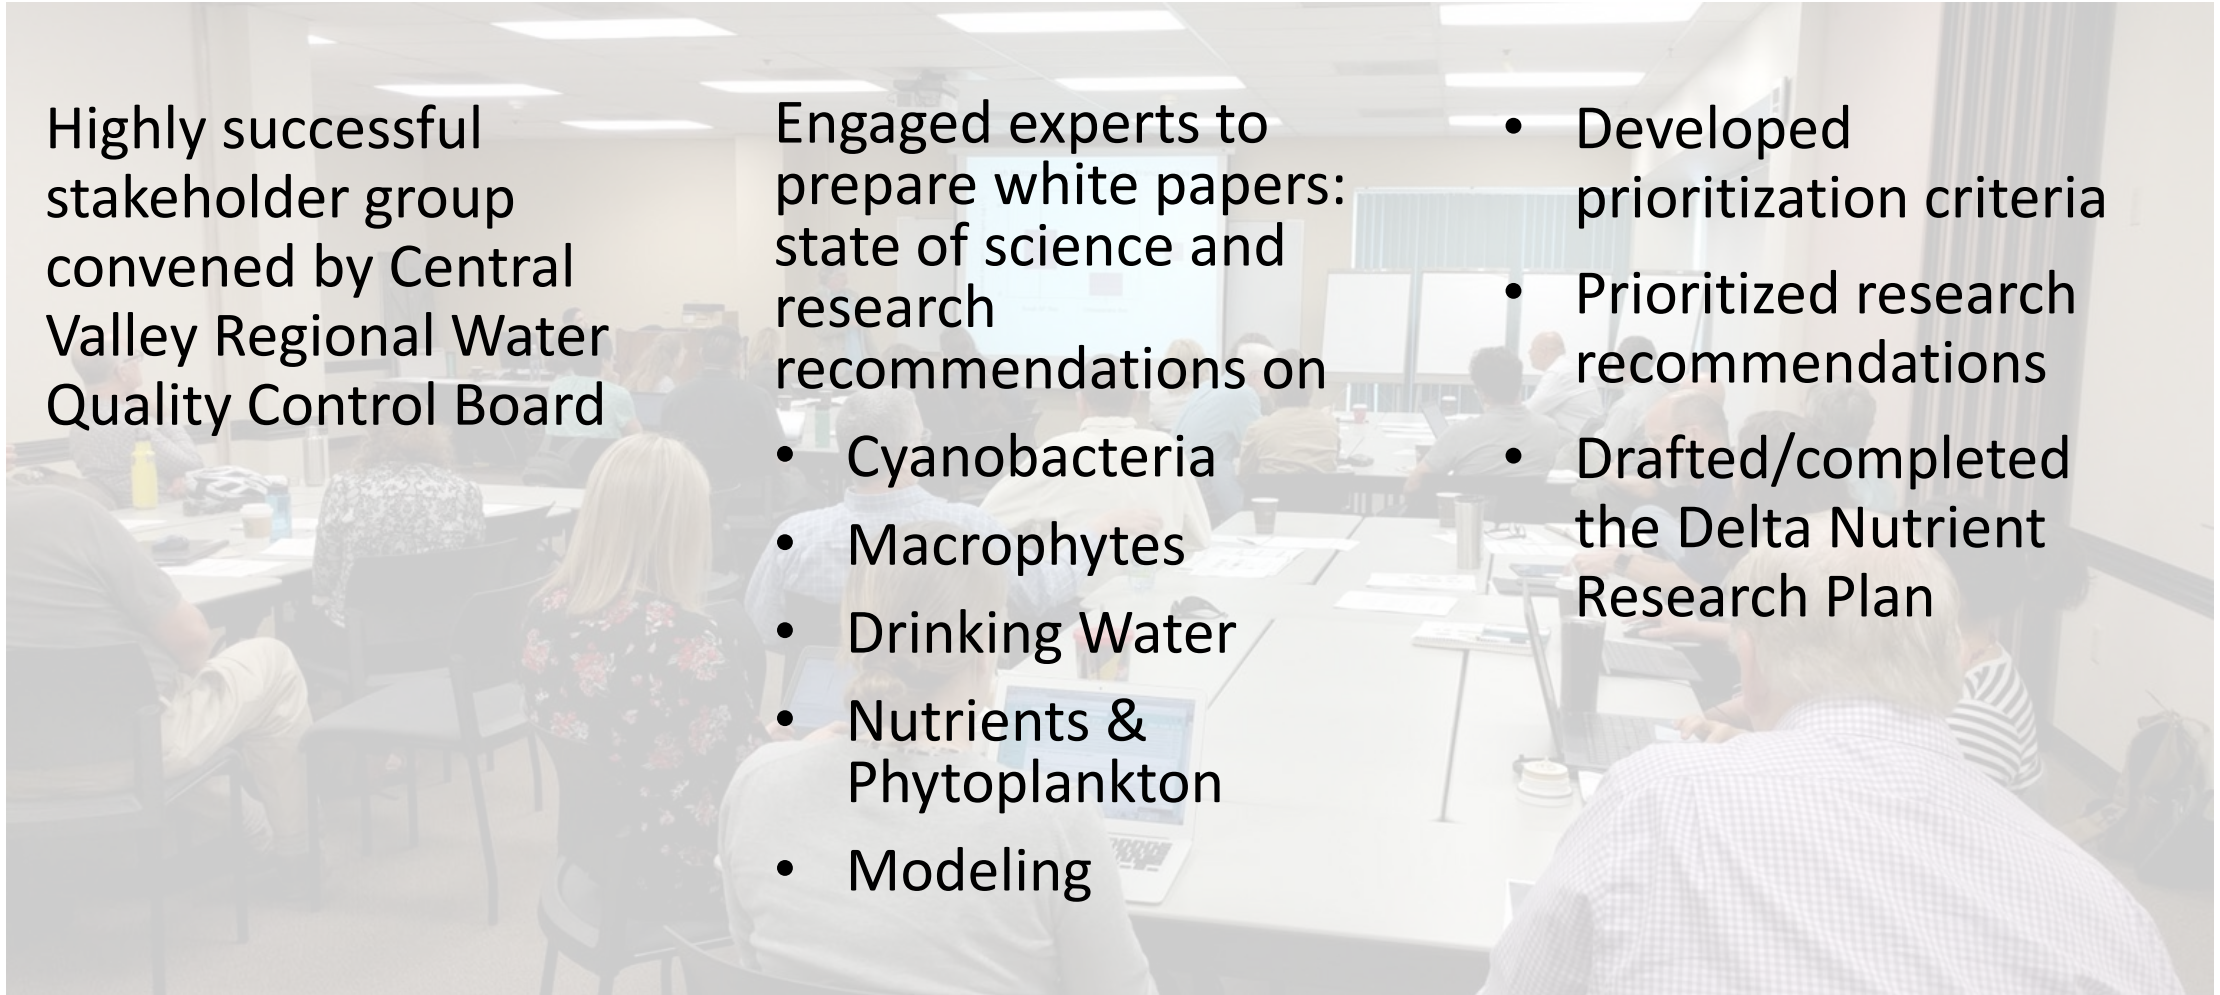 Highly successful
stakeholder group
convened by Central
Valley Regional Water
Quality Control Board
Engaged experts to
prepare white papers:
state of science and
research
recommendations on
• Cyanobacteria
• Macrophytes
• Drinking Water
• Nutrients &
Phytoplankton
• Modeling
• Developed
prioritization criteria
• Prioritized research
recommendations
• Drafted/completed
the Delta Nutrient
Research Plan